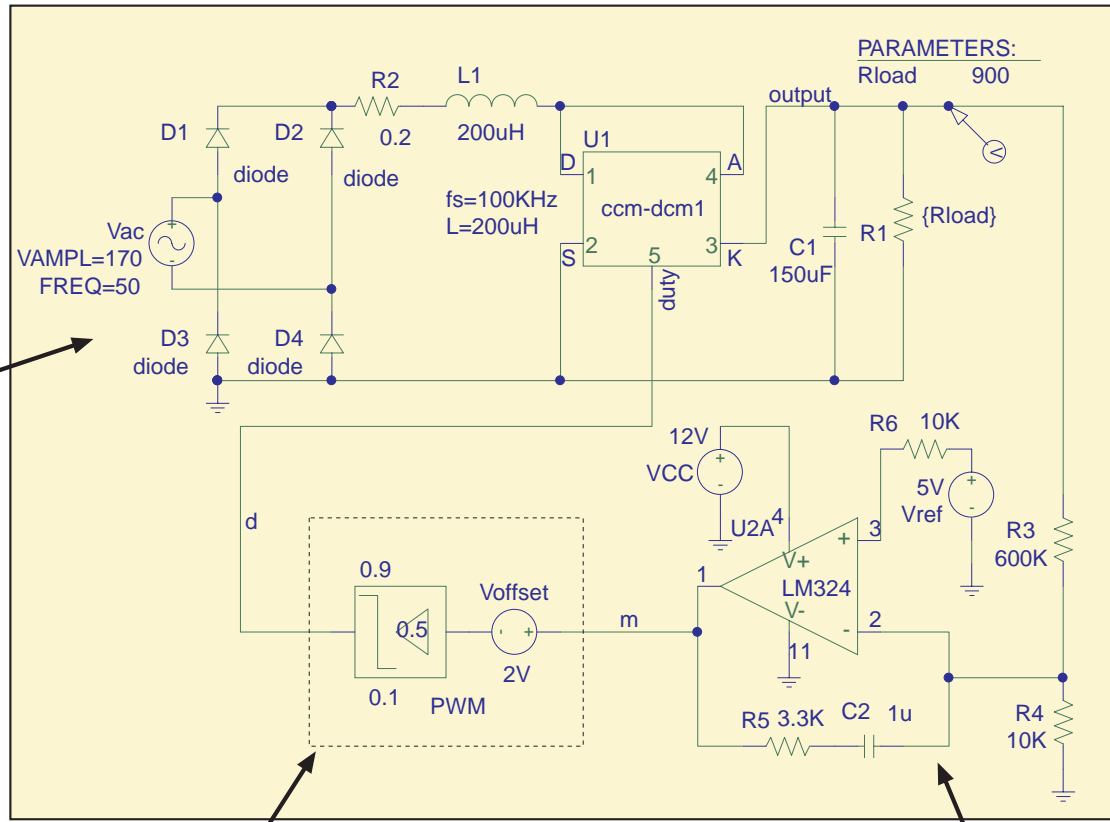 PARAMETERS:
Rload 900
R2
0.2
L1
200uH
output
D1
diode
D2
diode
U1
D
1
4
A
ccm-dcm1
S
2
3
K
5
duty
fs=100KHz
L=200uH
Vac
VAMPL=170
FREQ=50
+
-
C1
150uF
R1
{Rload}
V
D3
diode
D4
diode
12V
VCC
+
-
R6
10K
5V
Vref
+
-
R3
600K
U2A
4
V+
3
+
LM324
V-
1
2
-
11
d
0.9
0.5
0.1
Voffset
-
+
2V
PWM
m
R5
3.3K
C2
1u
R4
10K